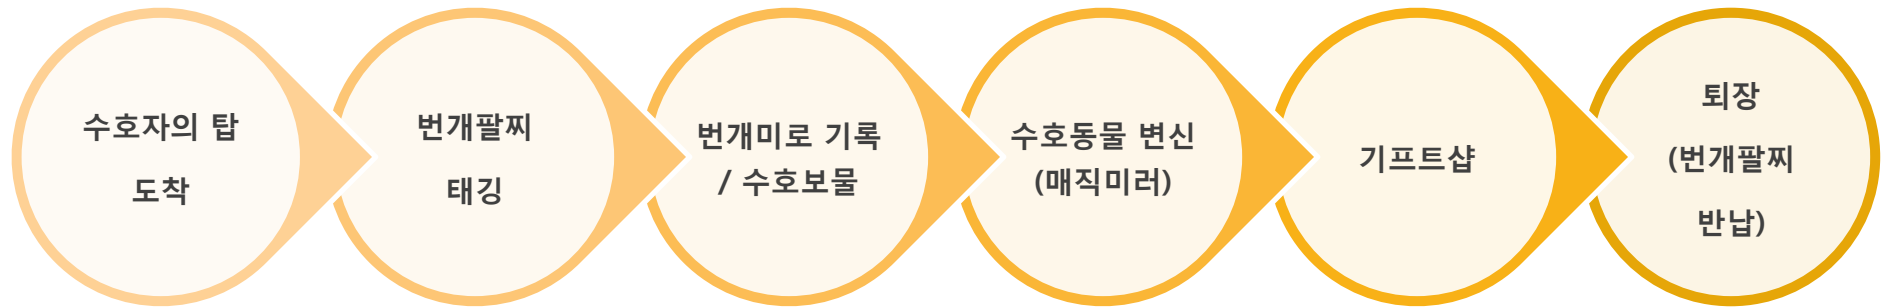 수호자의 탑
도착
번개팔찌
태깅
번개미로 기록
/ 수호보물
수호동물 변신
(매직미러)
기프트샵
퇴장
(번개팔찌
반납)